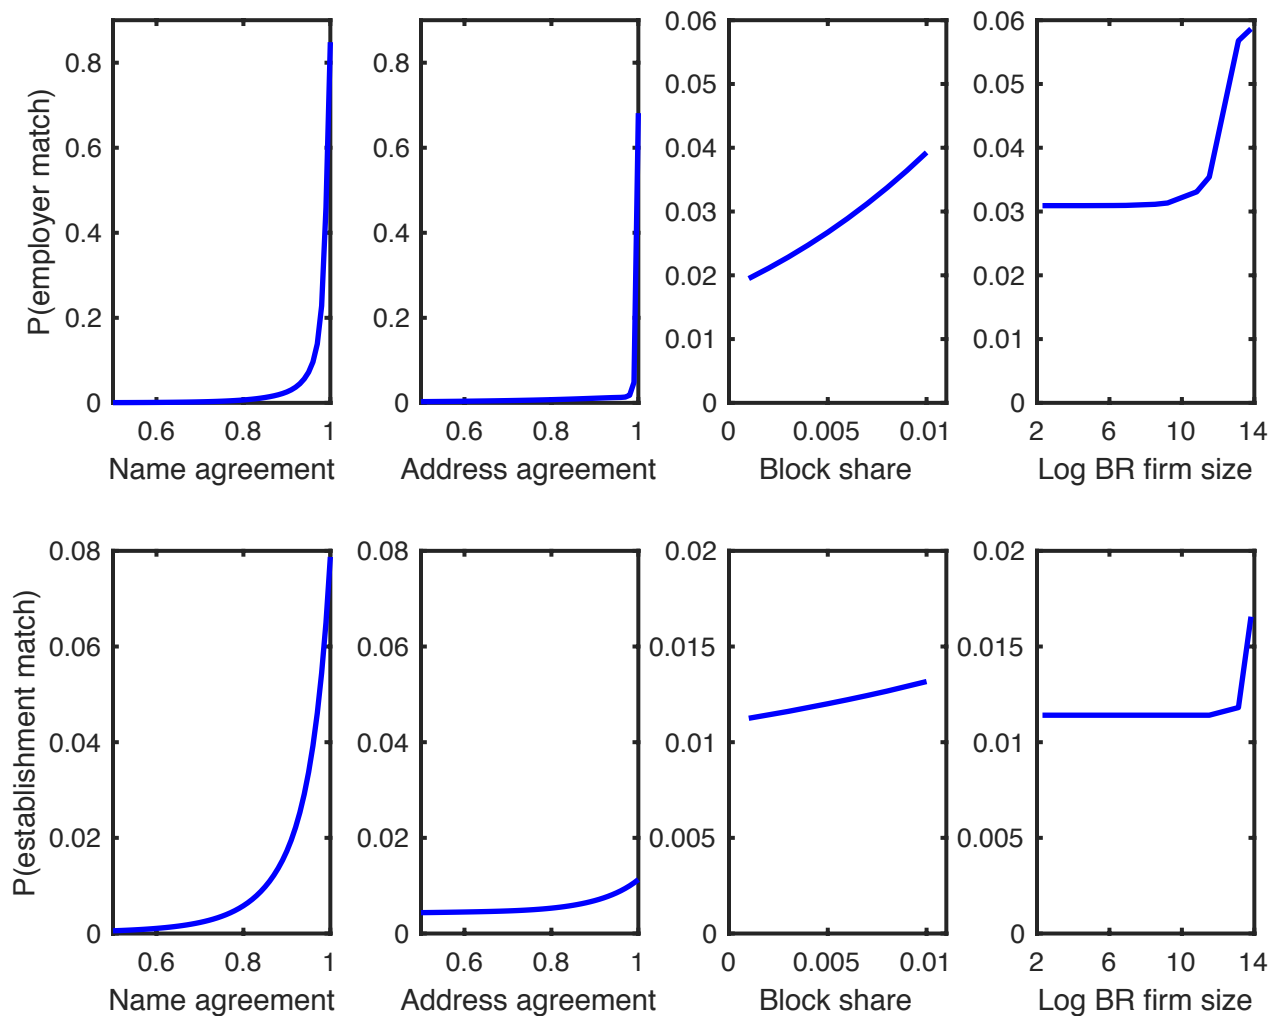 P(employer match)
0.8
0.6
0.4
0.2
0
0.6 0.8 1
Name agreement
0.8
0.6
0.4
0.2
0
0.6 0.8 1
Address agreement
0.06
0.05
0.04
0.03
0.02
0.01
0
0 0.005 0.01
Block share
0.06
0.05
0.04
0.03
0.02
0.01
0
2 6 10 14
Log BR firm size
P(establishment match)
0.08
0.06
0.04
0.02
0
0.6 0.8 1
Name agreement
0.08
0.06
0.04
0.02
0
0.6 0.8 1
Address agreement
0.02
0.015
0.01
0.005
0
0 0.005 0.01
Block share
0.02
0.015
0.01
0.005
0
2 6 10 14
Log BR firm size